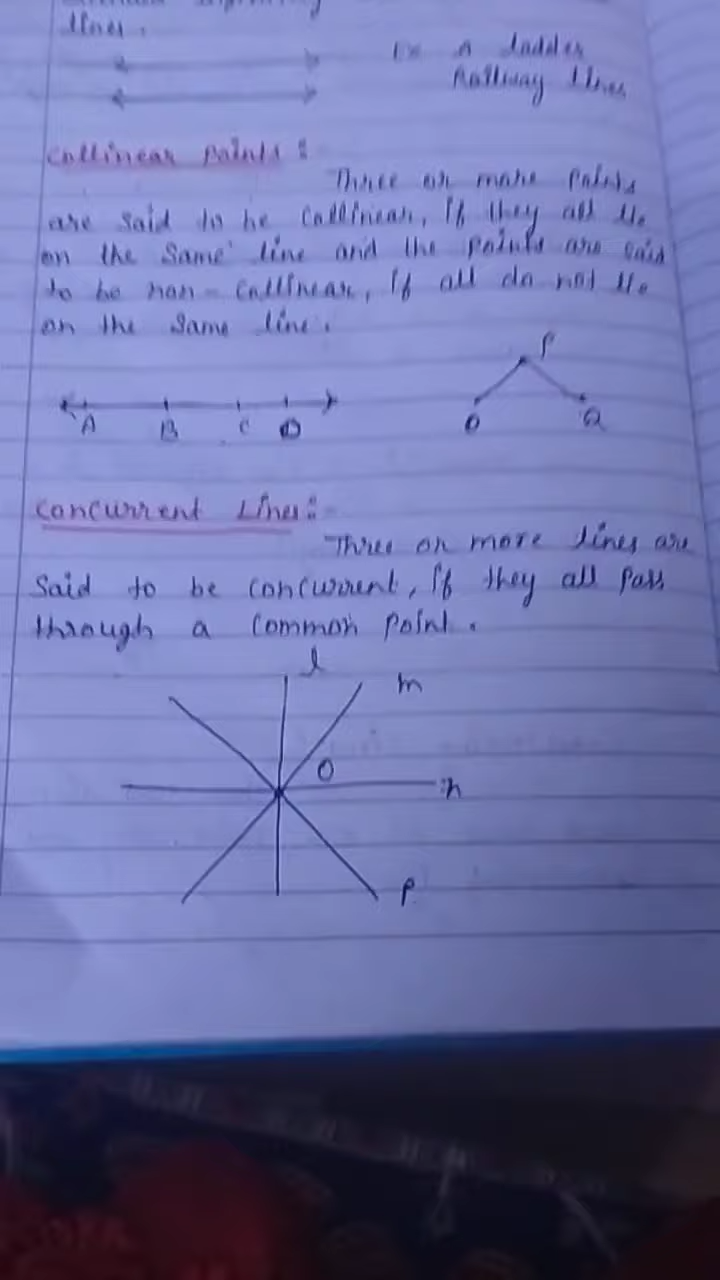 lines.
Ex a ladder
Railway lines
Collinear points :
Three or more points
are said to be collinear, if they all lie
on the same line and the points are said
to be non-collinear, if all do not lie
on the same line.
P
A B C D
O Q
Concurrent Lines:-
Three or more lines are
said to be concurrent, if they all pass
through a common point.
l
m
O
n
p